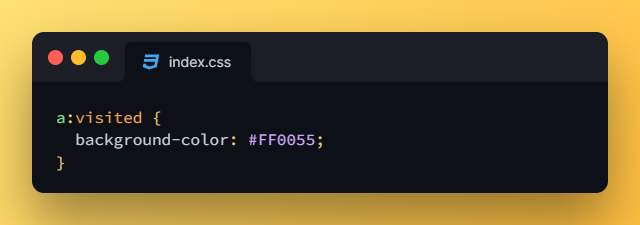 index.css
a:visited {
  background-color: #FF0055;
}